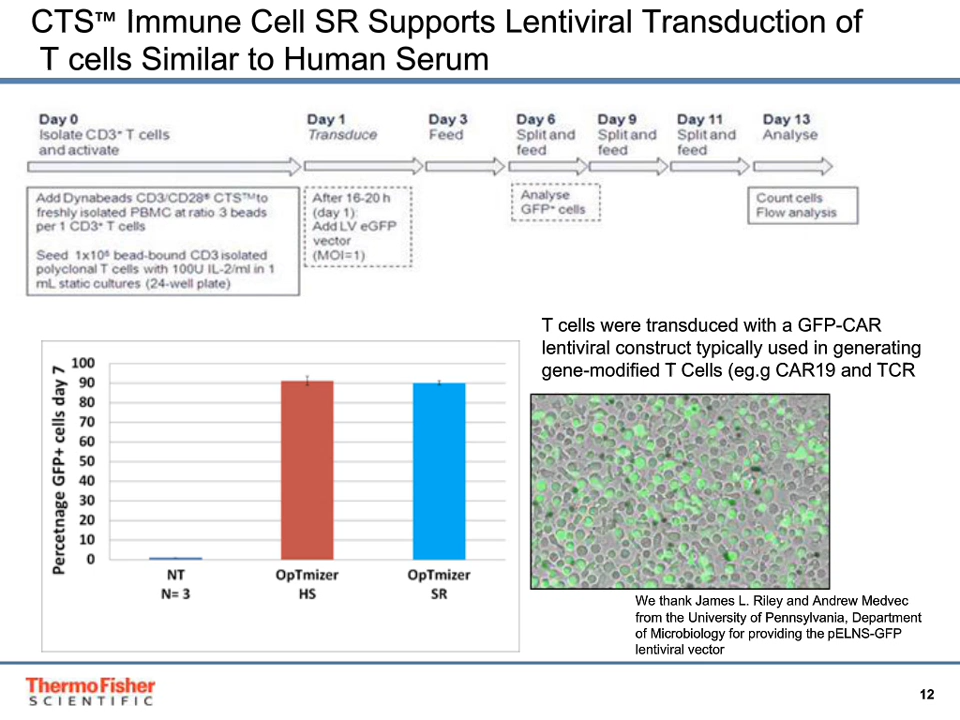 CTS™ Immune Cell SR Supports Lentiviral Transduction of
T cells Similar to Human Serum
Day 0
Isolate CD3⁺ T cells
and activate
Day 1
Transduce
Day 3
Feed
Day 6
Split and
feed
Day 9
Split and
feed
Day 11
Split and
feed
Day 13
Analyse
Add Dynabeads CD3/CD28® CTS™to
freshly isolated PBMC at ratio 3 beads
per 1 CD3⁺ T cells
Seed 1x10⁶ bead-bound CD3 isolated
polyclonal T cells with 100U IL-2/ml in 1
mL static cultures (24-well plate)
After 16-20 h
(day 1):
Add LV eGFP
vector
(MOI=1)
Analyse
GFP⁺ cells
Count cells
Flow analysis
T cells were transduced with a GFP-CAR
lentiviral construct typically used in generating
gene-modified T Cells (eg.g CAR19 and TCR
Percetnage GFP+ cells day 7
100
90
80
70
60
50
40
30
20
10
0
NT
N= 3
OpTmizer
HS
OpTmizer
SR
We thank James L. Riley and Andrew Medvec
from the University of Pennsylvania, Department
of Microbiology for providing the pELNS-GFP
lentiviral vector
ThermoFisher
SCIENTIFIC
12